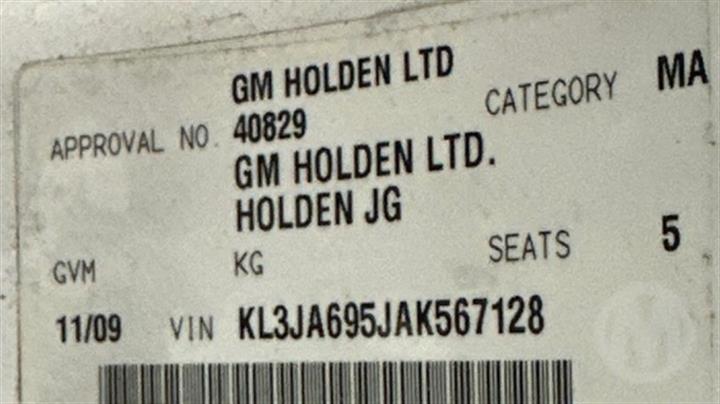 GM HOLDEN LTD
APPROVAL NO. 40829 CATEGORY MA
GM HOLDEN LTD.
HOLDEN JG
GVM KG SEATS 5
11/09 VIN KL3JA695JAK567128
M